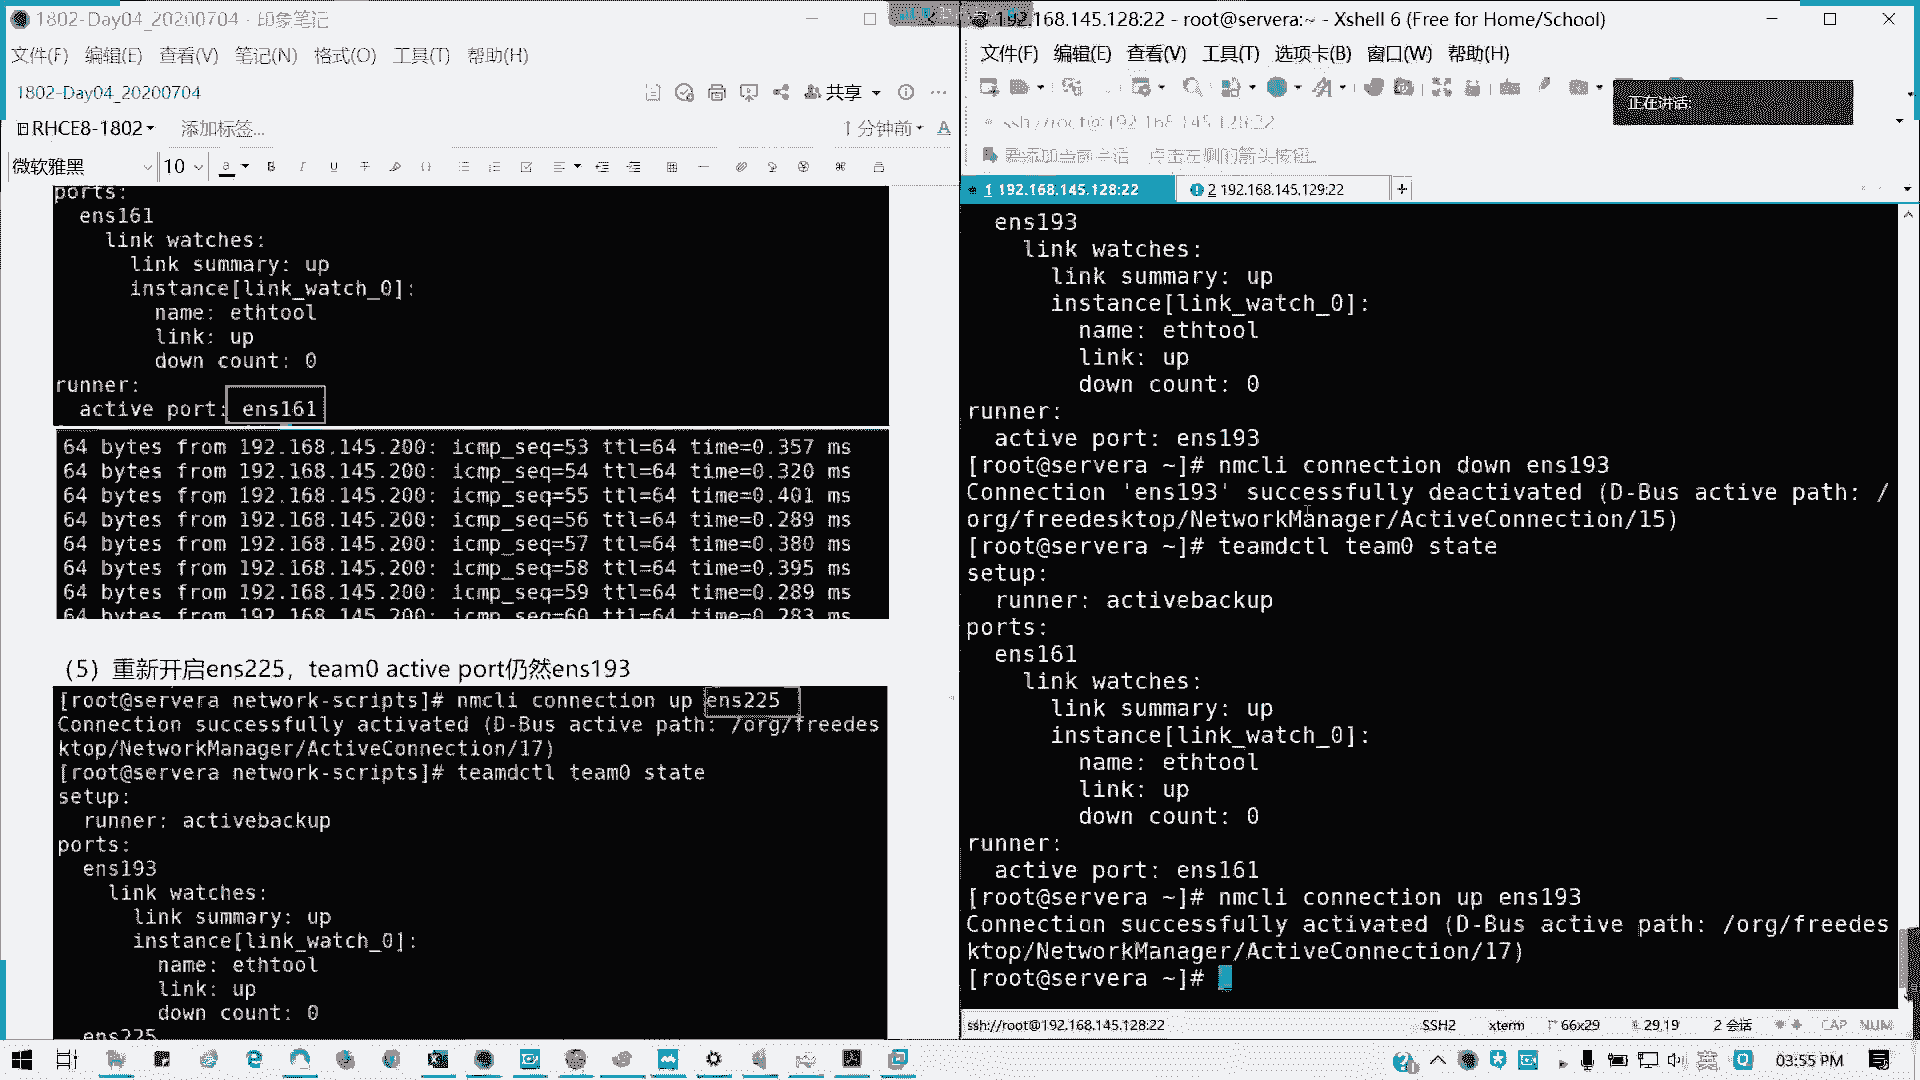 1802-Day04_20200704 - 印象笔记
文件(F) 编辑(E) 查看(V) 笔记(N) 格式(O) 工具(T) 帮助(H)
1802-Day04_20200704
共享
RHCE8-1802 添加标签...
1 分钟前
微软雅黑 10
ports:
ens161
link watches:
link summary: up
instance[link_watch_0]:
name: ethtool
link: up
down count: 0
runner:
active port: ens161
64 bytes from 192.168.145.200: icmp_seq=53 ttl=64 time=0.357 ms
64 bytes from 192.168.145.200: icmp_seq=54 ttl=64 time=0.320 ms
64 bytes from 192.168.145.200: icmp_seq=55 ttl=64 time=0.401 ms
64 bytes from 192.168.145.200: icmp_seq=56 ttl=64 time=0.289 ms
64 bytes from 192.168.145.200: icmp_seq=57 ttl=64 time=0.380 ms
64 bytes from 192.168.145.200: icmp_seq=58 ttl=64 time=0.395 ms
64 bytes from 192.168.145.200: icmp_seq=59 ttl=64 time=0.289 ms
64 bytes from 192.168.145.200: icmp_seq=60 ttl=64 time=0.283 ms
（5）重新开启ens225，team0 active port仍然ens193
[root@servera network-scripts]# nmcli connection up ens225
Connection successfully activated (D-Bus active path: /org/freedes
ktop/NetworkManager/ActiveConnection/17)
[root@servera network-scripts]# teamdctl team0 state
setup:
runner: activebackup
ports:
ens193
link watches:
link summary: up
instance[link_watch_0]:
name: ethtool
link: up
down count: 0
ens225
192.168.145.128:22 - root@servera:~ - Xshell 6 (Free for Home/School)
文件(F) 编辑(E) 查看(V) 工具(T) 选项卡(B) 窗口(W) 帮助(H)
正在讲话:
ssh://root@192.168.145.128:22
要添加当前会话，点击左侧的箭头按钮。
1 192.168.145.128:22
2 192.168.145.129:22
ens193
link watches:
link summary: up
instance[link_watch_0]:
name: ethtool
link: up
down count: 0
runner:
active port: ens193
[root@servera ~]# nmcli connection down ens193
Connection 'ens193' successfully deactivated (D-Bus active path: /
org/freedesktop/NetworkManager/ActiveConnection/15)
[root@servera ~]# teamdctl team0 state
setup:
runner: activebackup
ports:
ens161
link watches:
link summary: up
instance[link_watch_0]:
name: ethtool
link: up
down count: 0
runner:
active port: ens161
[root@servera ~]# nmcli connection up ens193
Connection successfully activated (D-Bus active path: /org/freedes
ktop/NetworkManager/ActiveConnection/17)
[root@servera ~]#
ssh://root@192.168.145.128:22 SSH2 xterm 66x29 29,19 2 会话 CAP NUM
英
03:55 PM